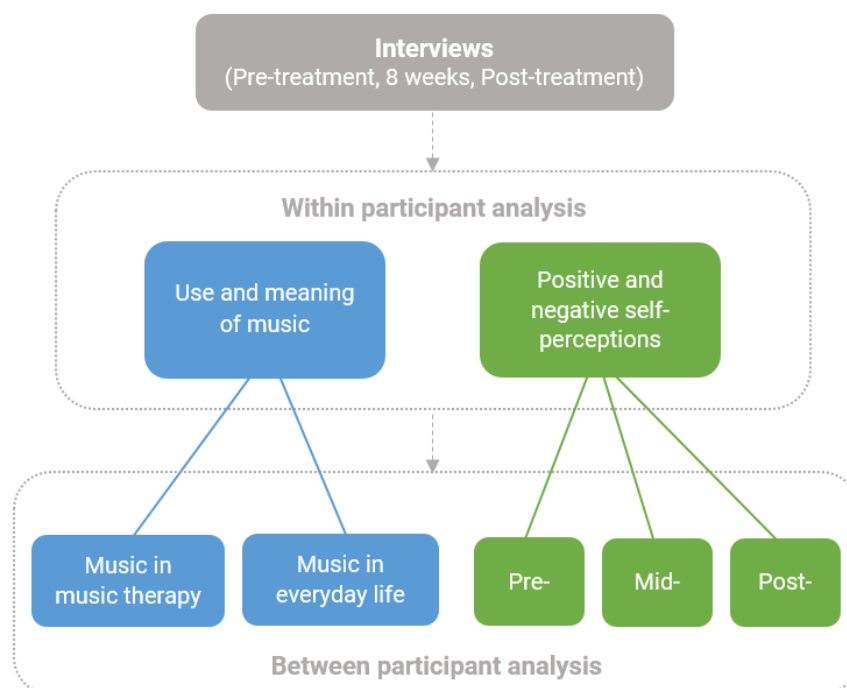 Interviews
(Pre-treatment, 8 weeks, Post-treatment)
Within participant analysis
Use and meaning
of music
Positive and
negative self-
perceptions
Music in
music therapy
Music in
everyday life
Pre-
Mid-
Post-
Between participant analysis